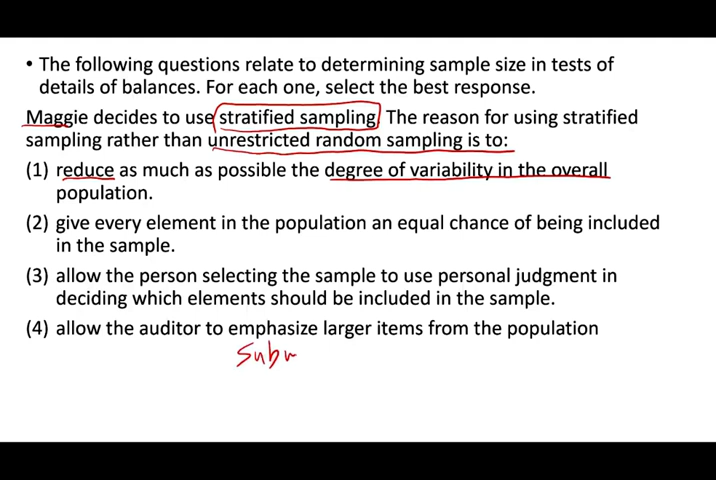 • The following questions relate to determining sample size in tests of
details of balances. For each one, select the best response.
Maggie decides to use stratified sampling. The reason for using stratified
sampling rather than unrestricted random sampling is to:
(1) reduce as much as possible the degree of variability in the overall
population.
(2) give every element in the population an equal chance of being included
in the sample.
(3) allow the person selecting the sample to use personal judgment in
deciding which elements should be included in the sample.
(4) allow the auditor to emphasize larger items from the population